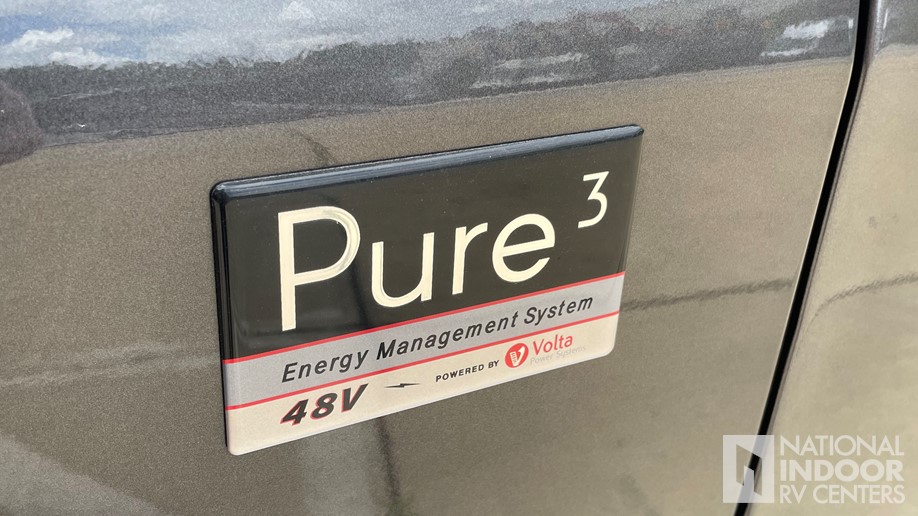 Pure ³
Energy Management System
48V POWERED BY Volta
Power Systems
NATIONAL
INDOOR
RV CENTERS